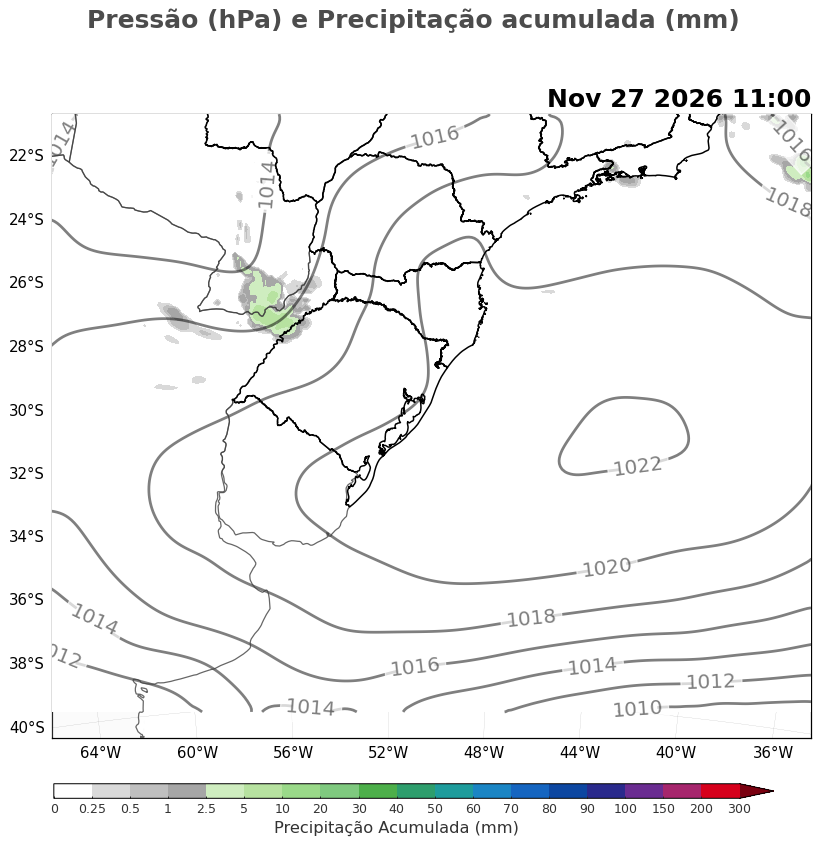 Pressão (hPa) e Precipitação acumulada (mm)
Nov 27 2026 11:00
1014
1016
1016
1014
1018
22°S
24°S
26°S
28°S
30°S
32°S
34°S
36°S
38°S
40°S
1022
1020
1018
1014
1016
1014
1012
1012
1014
1010
64°W 60°W 56°W 52°W 48°W 44°W 40°W 36°W
0 0.25 0.5 1 2.5 5 10 20 30 40 50 60 70 80 90 100 150 200 300
Precipitação Acumulada (mm)